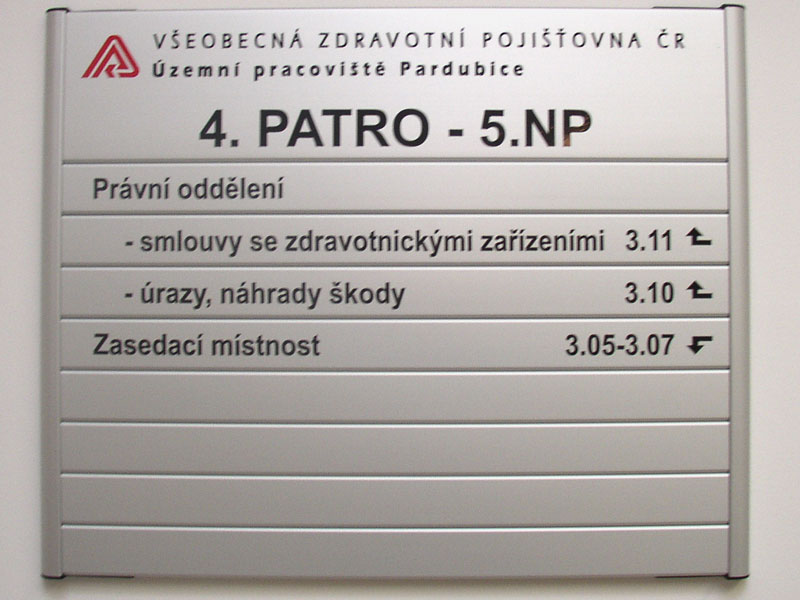 VŠEOBECNÁ ZDRAVOTNÍ POJIŠŤOVNA ČR
Územní pracoviště Pardubice
4. PATRO - 5.NP
Právní oddělení
- smlouvy se zdravotnickými zařízeními 3.11
- úrazy, náhrady škody 3.10
Zasedací místnost 3.05-3.07